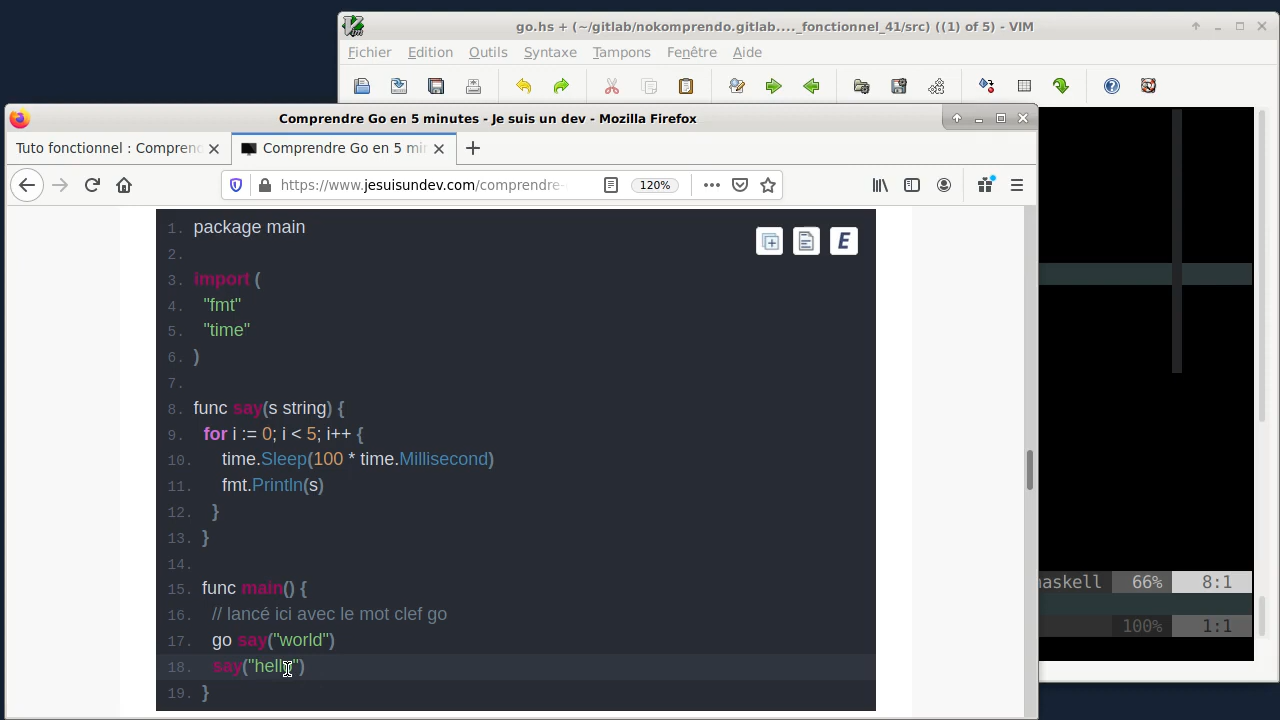 go.hs + (~/gitlab/nokomprendo.gitlab...._fonctionnel_41/src) ((1) of 5) - VIM
Fichier Edition Outils Syntaxe Tampons Fenêtre Aide
Comprendre Go en 5 minutes - Je suis un dev - Mozilla Firefox
Tuto fonctionnel : Compren
Comprendre Go en 5 mi
https://www.jesuisundev.com/comprendre-
120%
1. package main
2.
3. import (
4. "fmt"
5. "time"
6. )
7.
8. func say(s string) {
9. for i := 0; i < 5; i++ {
10. time.Sleep(100 * time.Millisecond)
11. fmt.Println(s)
12. }
13. }
14.
15. func main() {
16. // lancé ici avec le mot clef go
17. go say("world")
18. say("hello")
19. }
E
askell 66% 8:1
100% 1:1